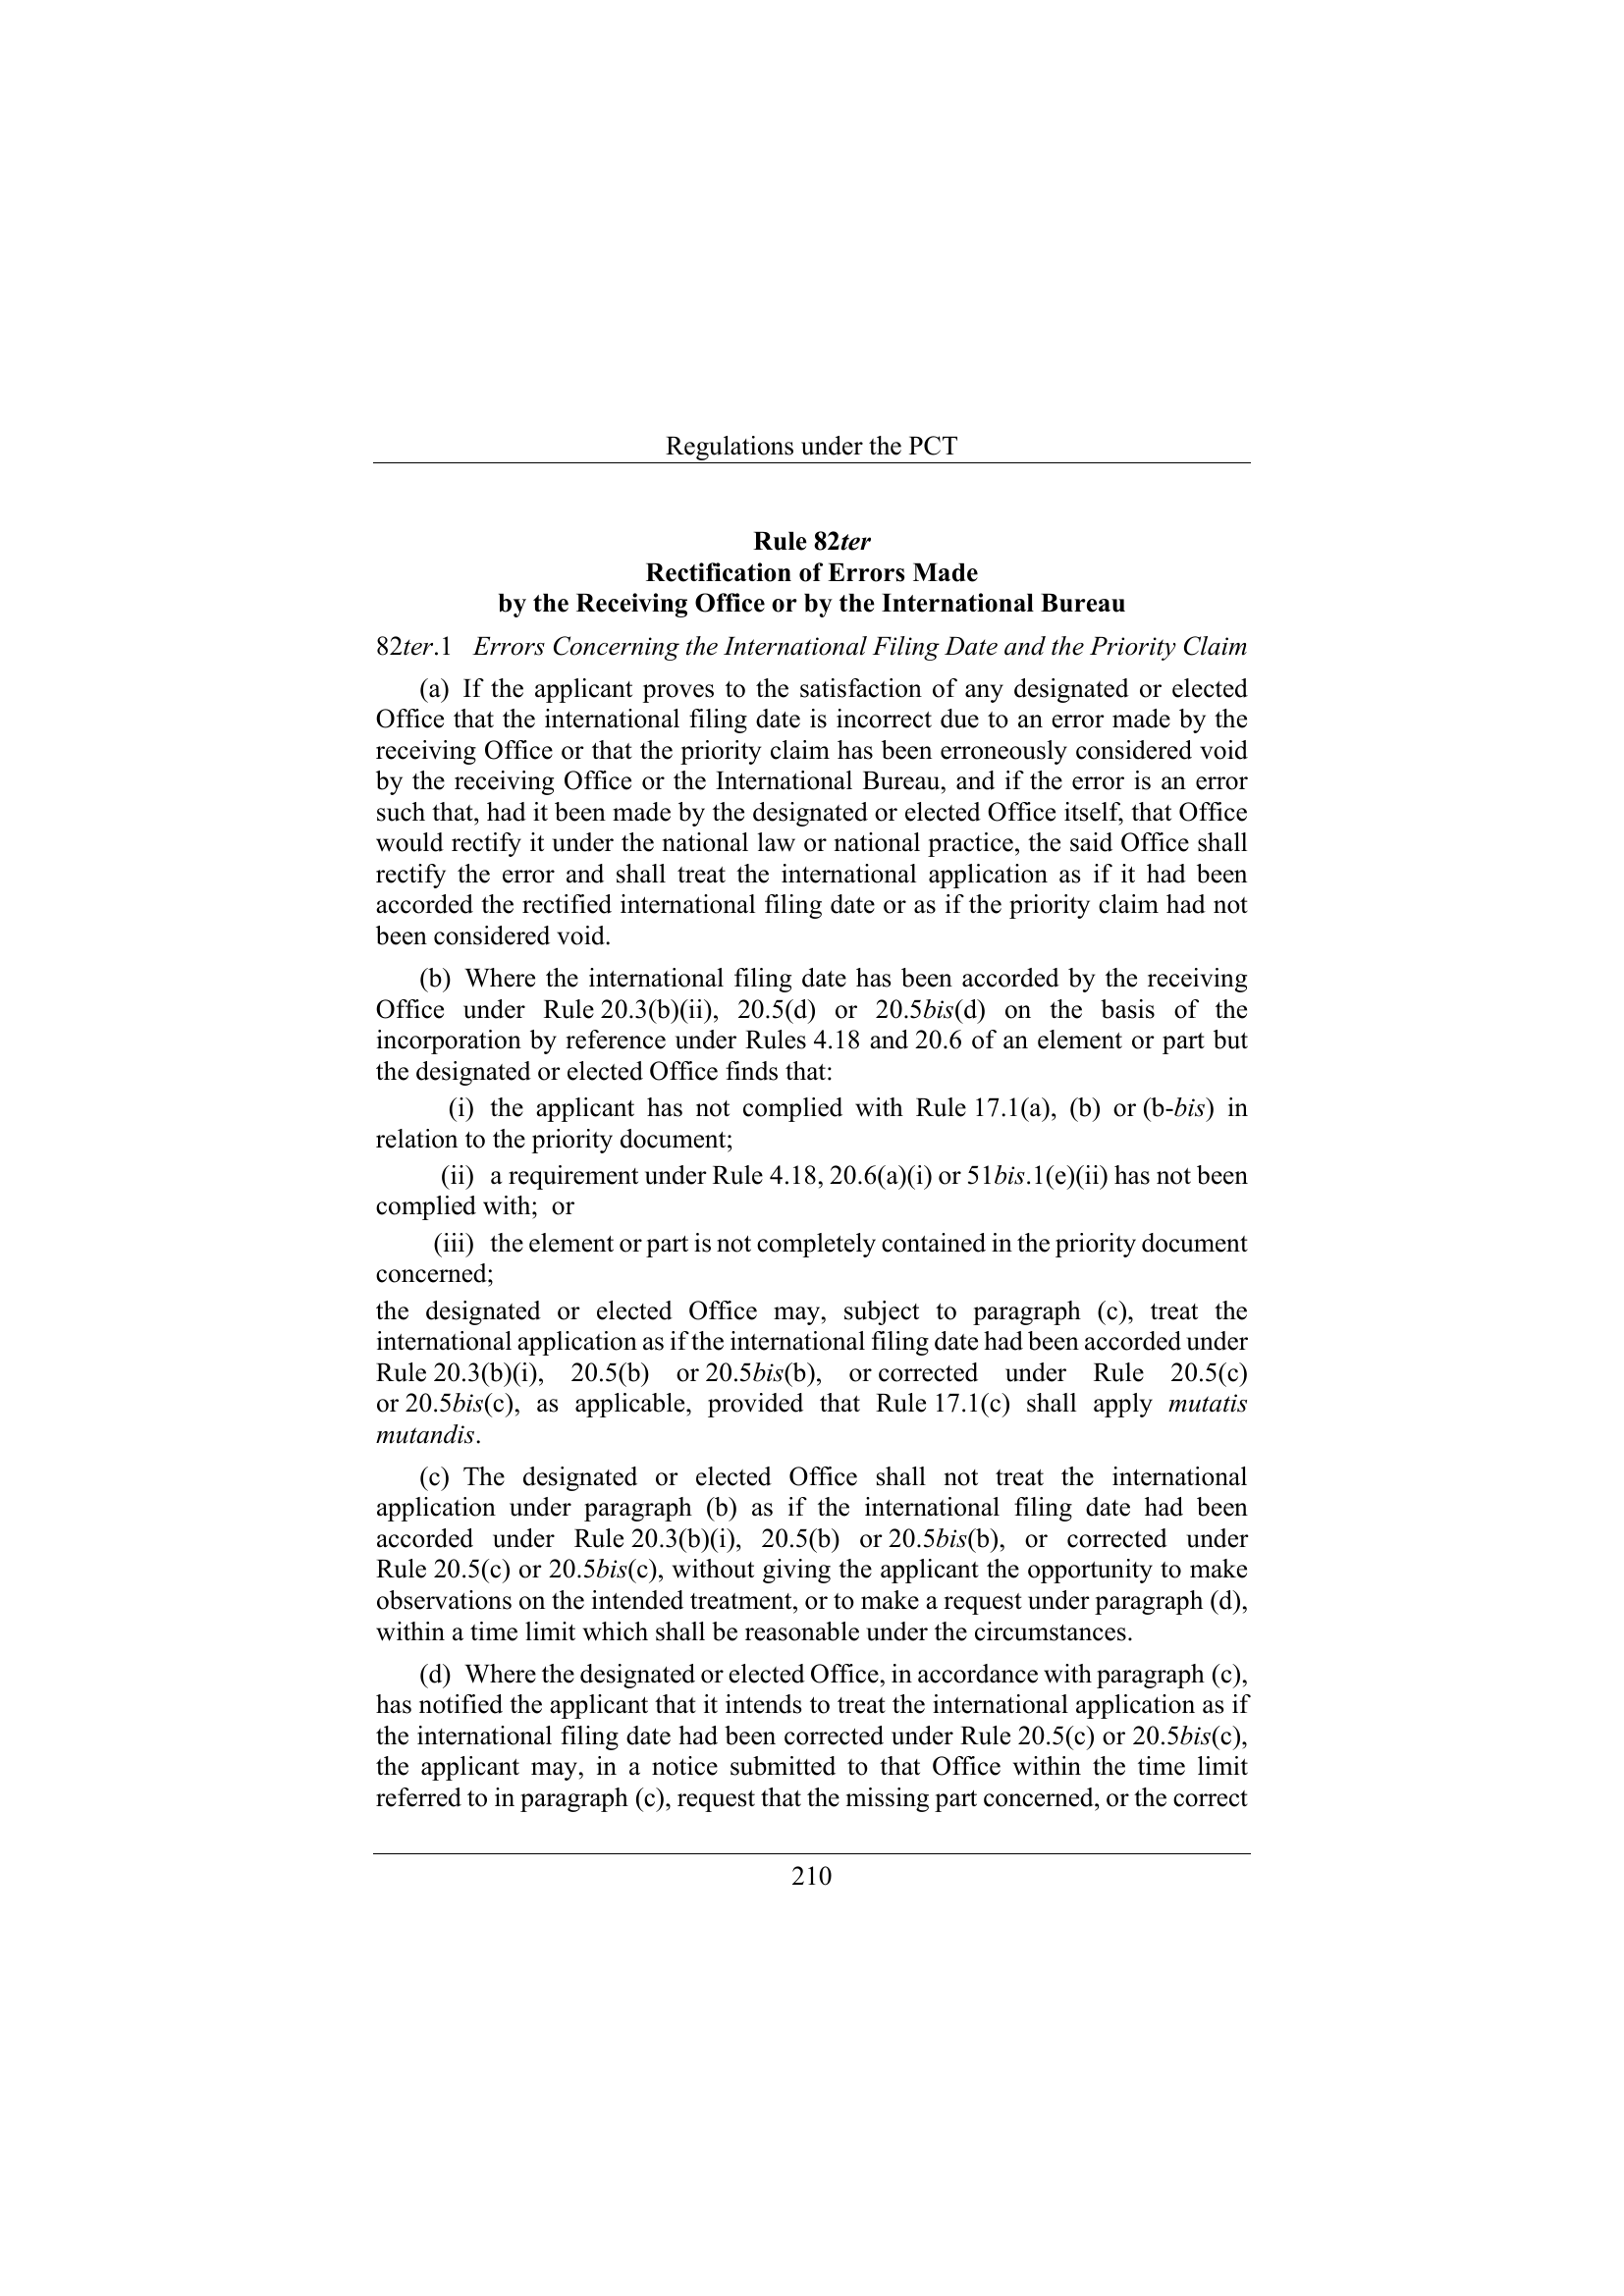 Regulations under the PCT
Rule 82ter
Rectification of Errors Made
by the Receiving Office or by the International Bureau
82ter.1 Errors Concerning the International Filing Date and the Priority Claim
(a) If the applicant proves to the satisfaction of any designated or elected
Office that the international filing date is incorrect due to an error made by the
receiving Office or that the priority claim has been erroneously considered void
by the receiving Office or the International Bureau, and if the error is an error
such that, had it been made by the designated or elected Office itself, that Office
would rectify it under the national law or national practice, the said Office shall
rectify the error and shall treat the international application as if it had been
accorded the rectified international filing date or as if the priority claim had not
been considered void.
(b) Where the international filing date has been accorded by the receiving
Office under Rule 20.3(b)(ii), 20.5(d) or 20.5bis(d) on the basis of the
incorporation by reference under Rules 4.18 and 20.6 of an element or part but
the designated or elected Office finds that:
(i) the applicant has not complied with Rule 17.1(a), (b) or (b-bis) in
relation to the priority document;
(ii) a requirement under Rule 4.18, 20.6(a)(i) or 51bis.1(e)(ii) has not been
complied with; or
(iii) the element or part is not completely contained in the priority document
concerned;
the designated or elected Office may, subject to paragraph (c), treat the
international application as if the international filing date had been accorded under
Rule 20.3(b)(i), 20.5(b) or 20.5bis(b), or corrected under Rule 20.5(c)
or 20.5bis(c), as applicable, provided that Rule 17.1(c) shall apply mutatis
mutandis.
(c) The designated or elected Office shall not treat the international
application under paragraph (b) as if the international filing date had been
accorded under Rule 20.3(b)(i), 20.5(b) or 20.5bis(b), or corrected under
Rule 20.5(c) or 20.5bis(c), without giving the applicant the opportunity to make
observations on the intended treatment, or to make a request under paragraph (d),
within a time limit which shall be reasonable under the circumstances.
(d) Where the designated or elected Office, in accordance with paragraph (c),
has notified the applicant that it intends to treat the international application as if
the international filing date had been corrected under Rule 20.5(c) or 20.5bis(c),
the applicant may, in a notice submitted to that Office within the time limit
referred to in paragraph (c), request that the missing part concerned, or the correct
210